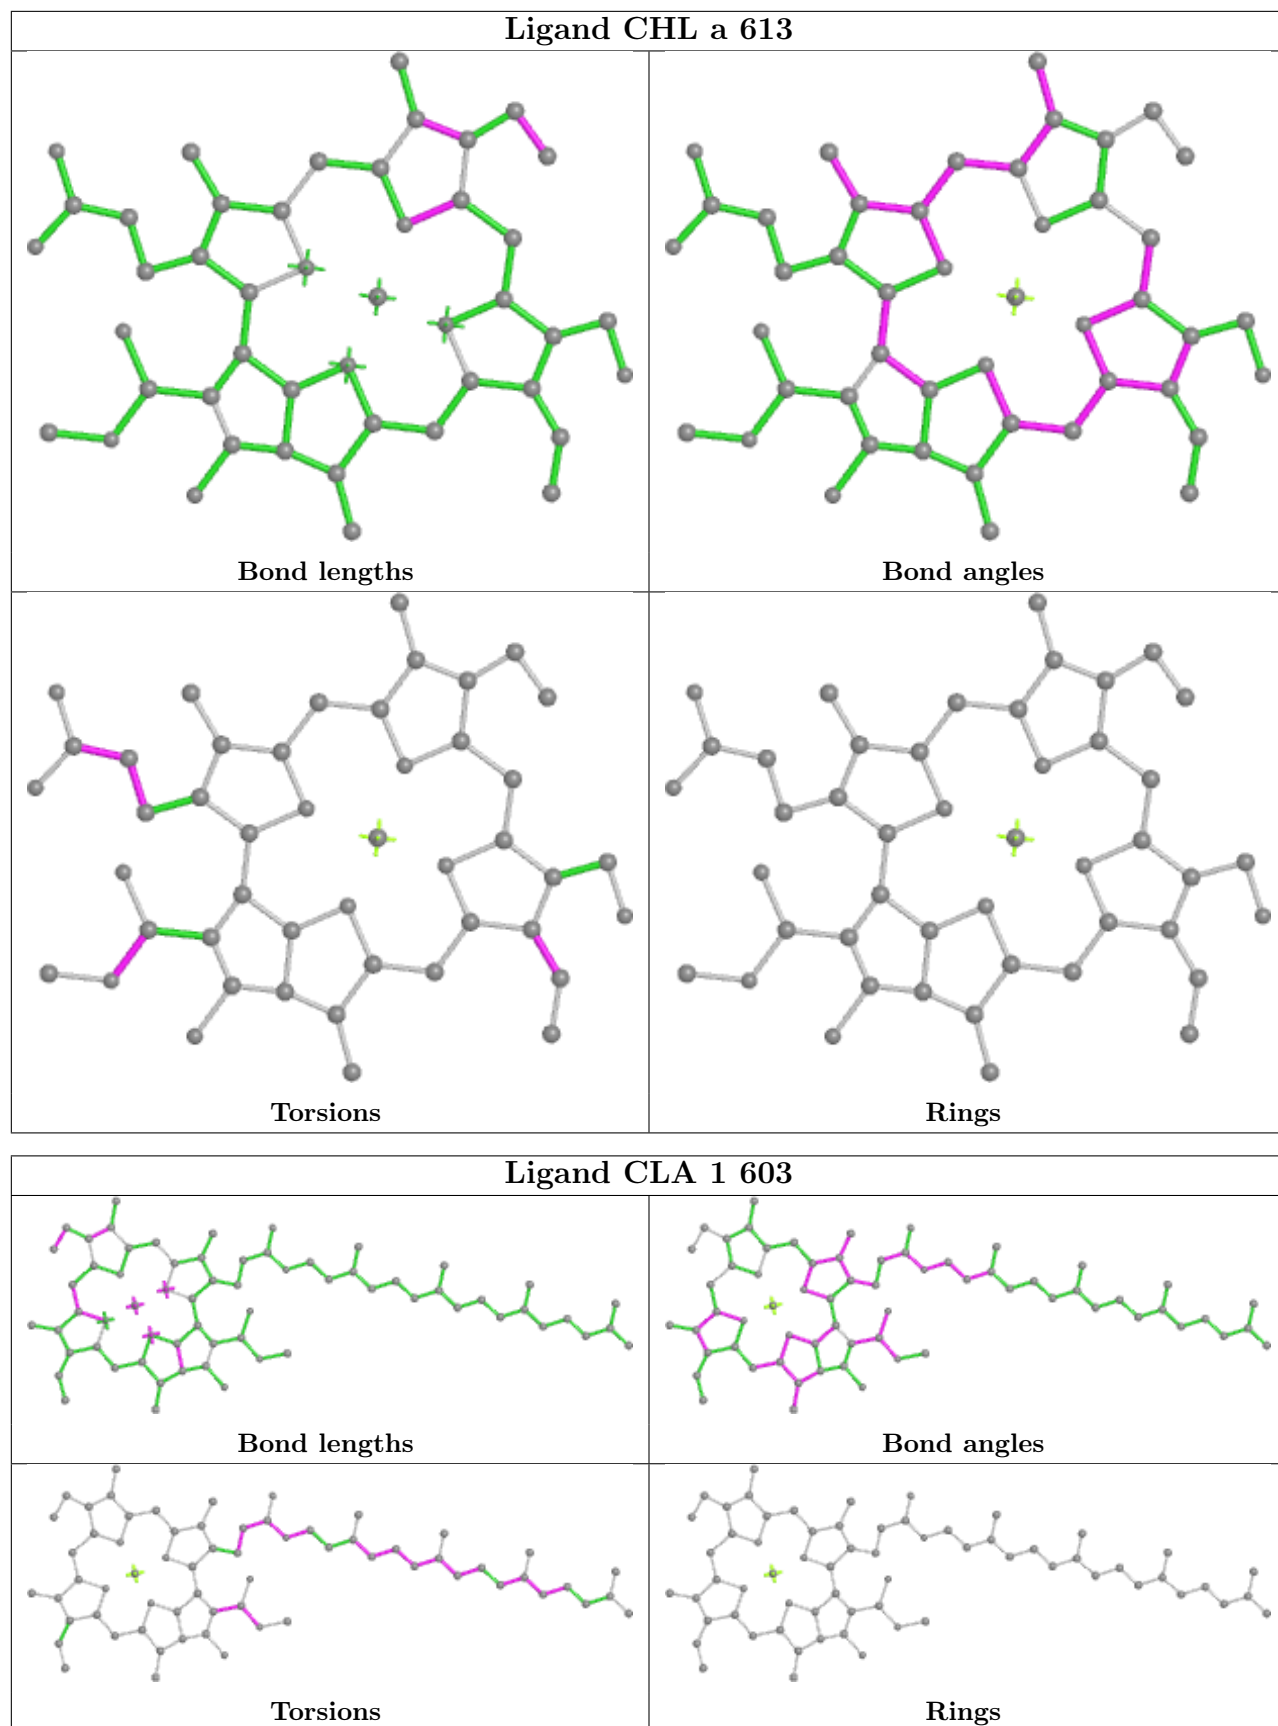 Ligand CHL a 613
Bond lengths
Bond angles
Torsions
Rings
Ligand CLA 1 603
Bond lengths
Bond angles
Torsions
Rings